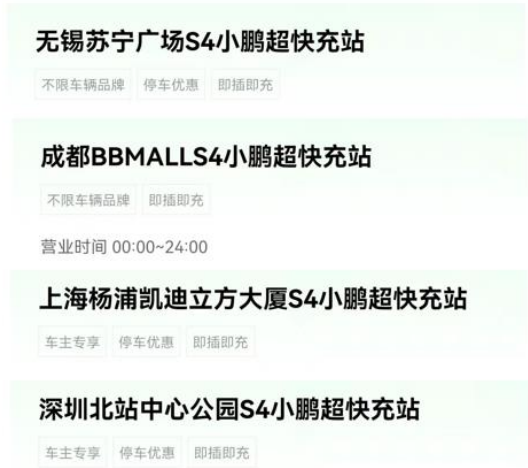 无锡苏宁广场S4小鹏超快充站
不限车辆品牌 停车优惠 即插即充
成都BBMALLS4小鹏超快充站
不限车辆品牌 即插即充
营业时间 00:00~24:00
上海杨浦凯迪立方大厦S4小鹏超快充站
车主专享 停车优惠 即插即充
深圳北站中心公园S4小鹏超快充站
车主专享 停车优惠 即插即充